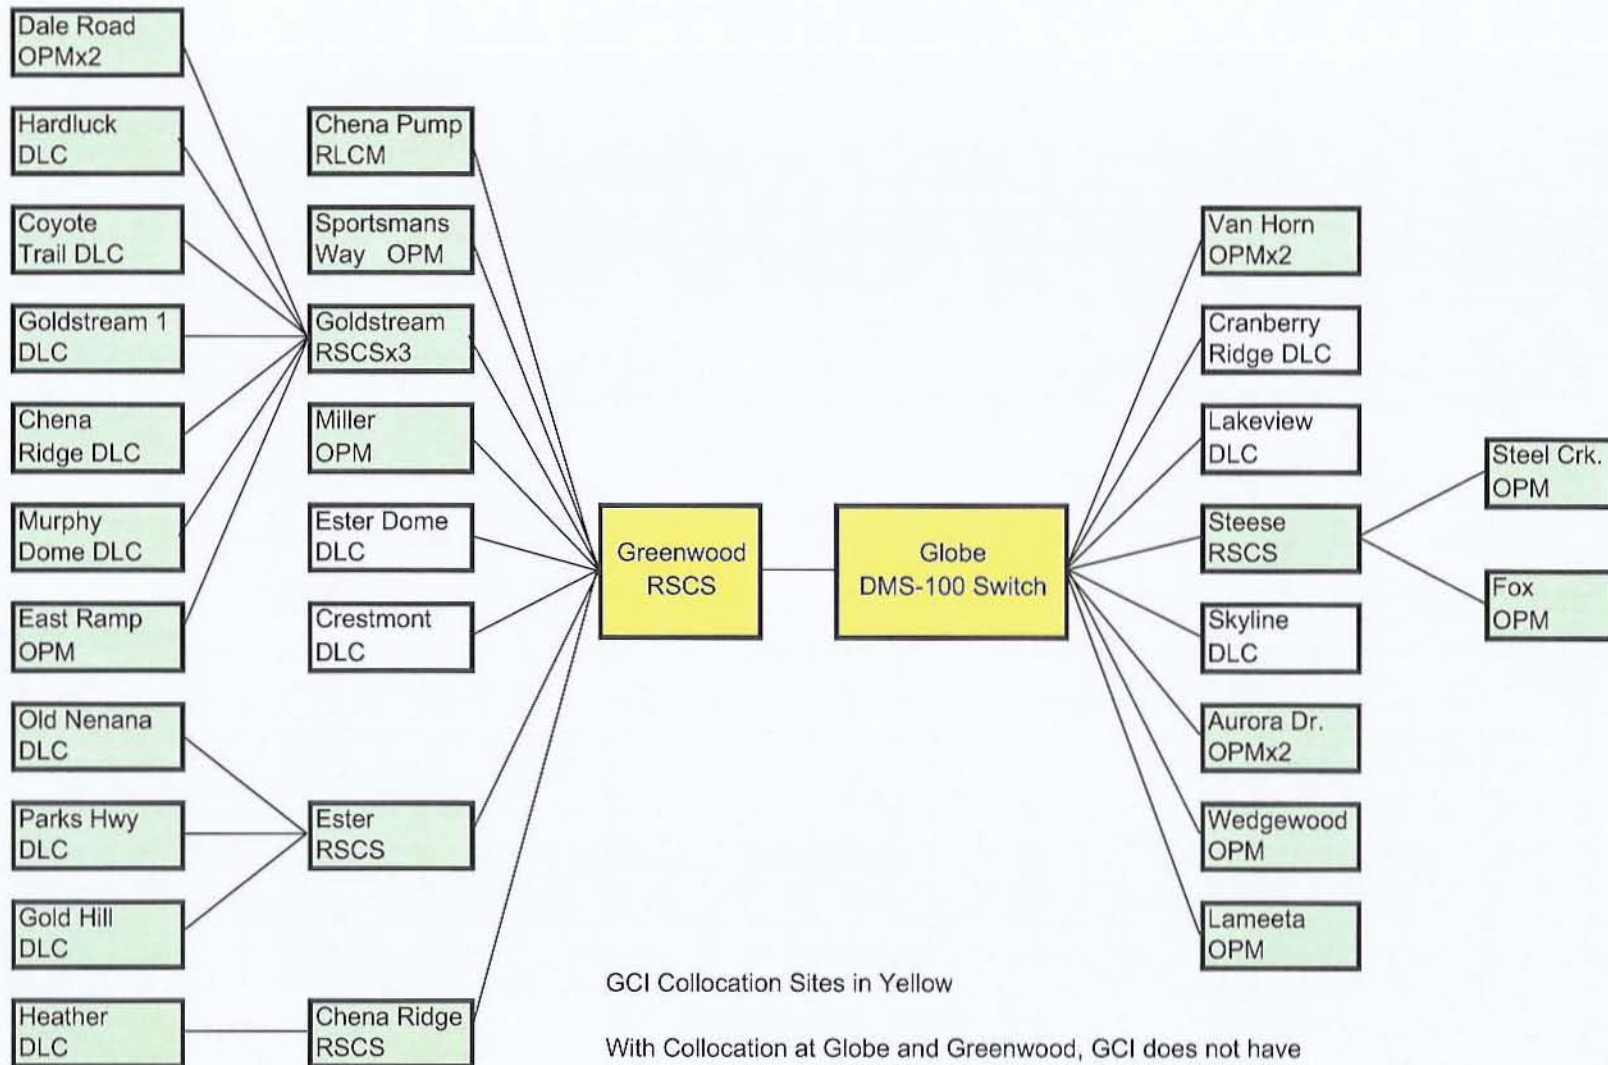 Dale Road
OPMx2
Hardluck
DLC
Coyote
Trail DLC
Goldstream 1
DLC
Chena
Ridge DLC
Murphy
Dome DLC
East Ramp
OPM
Old Nenana
DLC
Parks Hwy
DLC
Gold Hill
DLC
Heather
DLC
Chena Pump
RLCM
Sportsmans
Way OPM
Goldstream
RSCSx3
Miller
OPM
Ester Dome
DLC
Crestmont
DLC
Ester
RSCS
Chena Ridge
RSCS
Greenwood
RSCS
Globe
DMS-100 Switch
Van Horn
OPMx2
Cranberry
Ridge DLC
Lakeview
DLC
Steese
RSCS
Skyline
DLC
Aurora Dr.
OPMx2
Wedgewood
OPM
Lameeta
OPM
Steel Crk.
OPM
Fox
OPM
GCI Collocation Sites in Yellow
With Collocation at Globe and Greenwood, GCI does not have